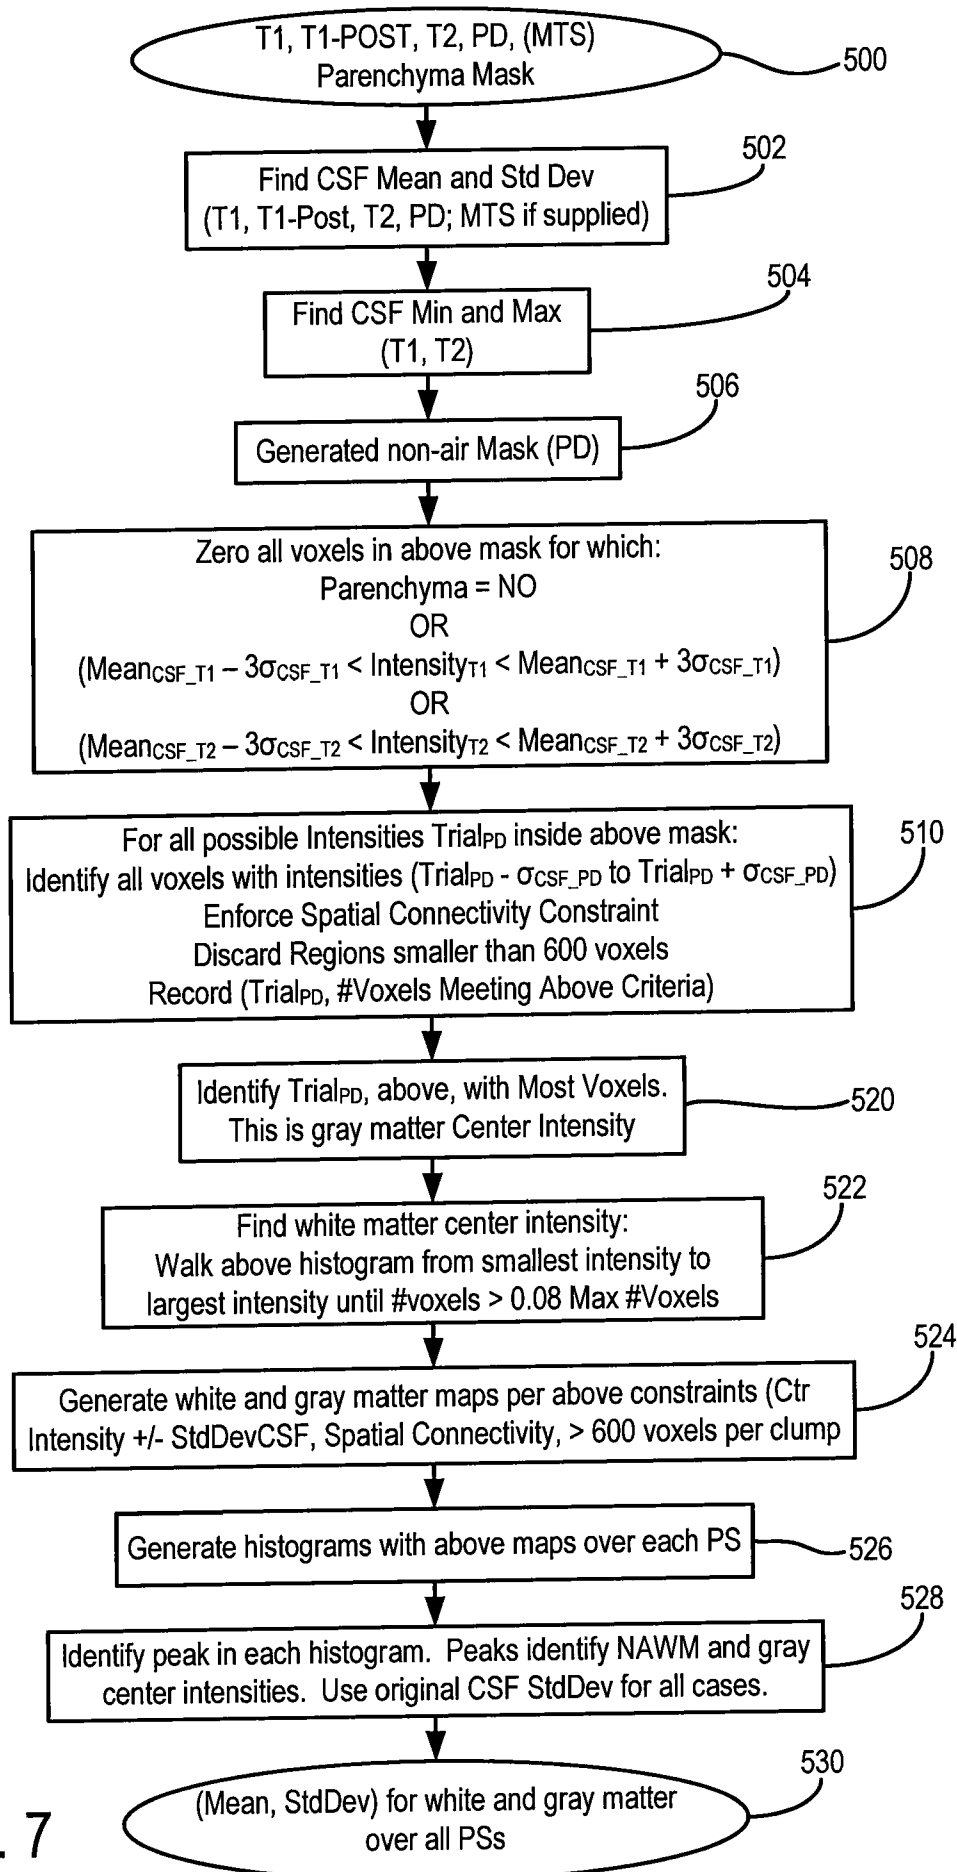 T1, T1-POST, T2, PD, (MTS)
Parenchyma Mask
500
Find CSF Mean and Std Dev
(T1, T1-Post, T2, PD; MTS if supplied)
502
Find CSF Min and Max
(T1, T2)
504
Generated non-air Mask (PD)
506
Zero all voxels in above mask for which:
Parenchyma = NO
OR
(MeanCSF_T1 – 3σCSF_T1 < IntensityT1 < MeanCSF_T1 + 3σCSF_T1)
OR
(MeanCSF_T2 – 3σCSF_T2 < IntensityT2 < MeanCSF_T2 + 3σCSF_T2)
508
For all possible Intensities TrialPD inside above mask:
Identify all voxels with intensities (TrialPD - σCSF_PD to TrialPD + σCSF_PD)
Enforce Spatial Connectivity Constraint
Discard Regions smaller than 600 voxels
Record (TrialPD, #Voxels Meeting Above Criteria)
510
Identify TrialPD, above, with Most Voxels.
This is gray matter Center Intensity
520
Find white matter center intensity:
Walk above histogram from smallest intensity to
largest intensity until #voxels > 0.08 Max #Voxels
522
Generate white and gray matter maps per above constraints (Ctr
Intensity +/- StdDevCSF, Spatial Connectivity, > 600 voxels per clump
524
Generate histograms with above maps over each PS
526
Identify peak in each histogram. Peaks identify NAWM and gray
center intensities. Use original CSF StdDev for all cases.
528
(Mean, StdDev) for white and gray matter
over all PSs
530
. 7